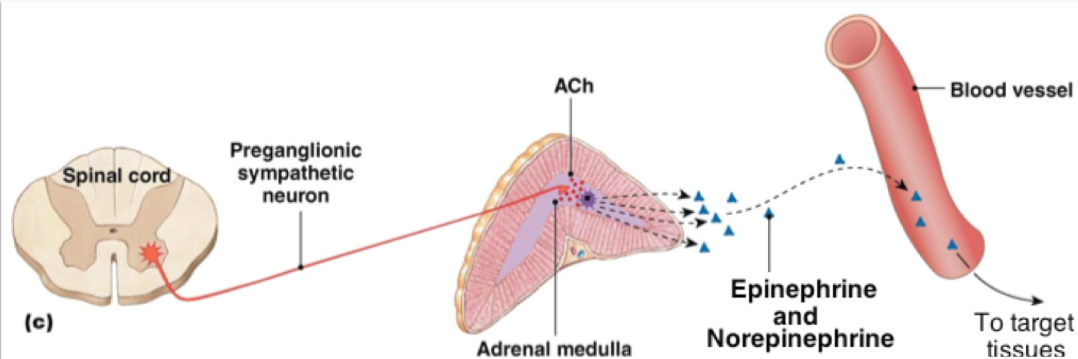 ACh
Blood vessel
Preganglionic
sympathetic
neuron
Spinal cord
Epinephrine
and
Norepinephrine
(c)
To target
tissues
Adrenal medulla